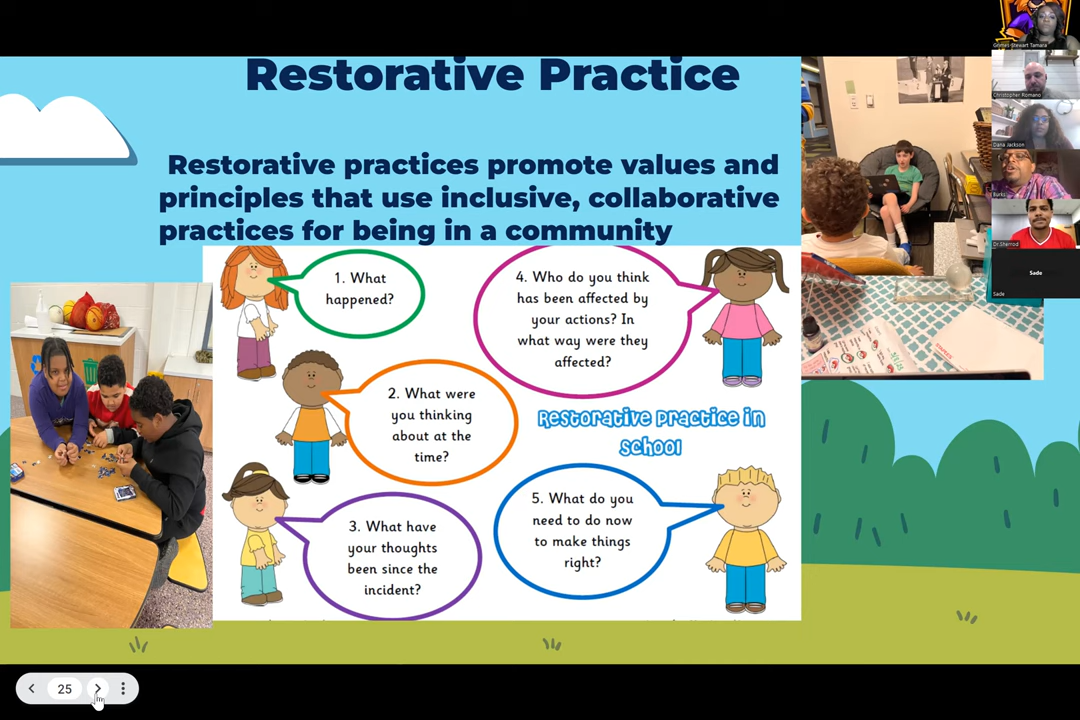 Restorative Practice
Restorative practices promote values and
principles that use inclusive, collaborative
practices for being in a community
1. What
happened?
2. What were
you thinking
about at the
time?
3. What have
your thoughts
been since the
incident?
4. Who do you think
has been affected by
your actions? In
what way were they
affected?
Restorative Practice in
school
5. What do you
need to do now
to make things
right?
Grimes-Stewart Tamara
Christopher Romano
Dana Jackson
Burks
Dr.Sherrod
Sade
Sade
25